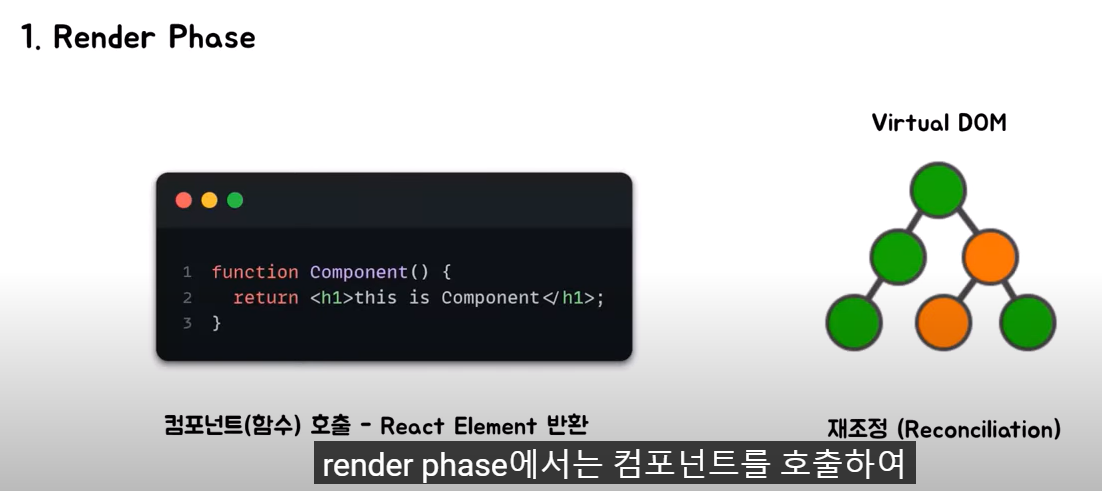 1. Render Phase
Virtual DOM
1 function Component() {
2 return <h1>this is Component</h1>;
3 }
컴포넌트(함수) 호출 - React Element 반환
재조정 (Reconciliation)
render phase에서는 컴포넌트를 호출하여